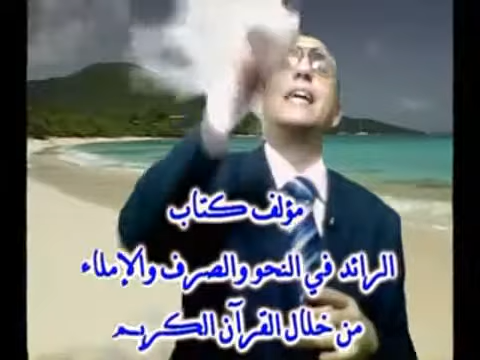 مؤلف كتاب
الرائد في النحو والصرف والإملاء
من خلال القرآن الكريم